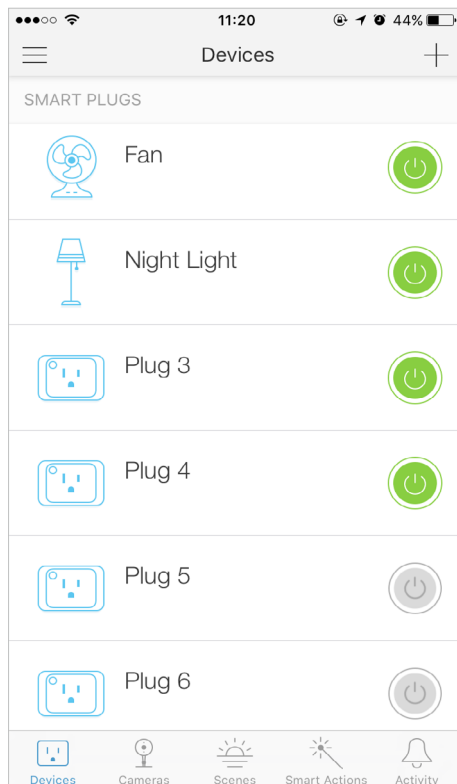 11:20 44%
Devices
SMART PLUGS
Fan
Night Light
Plug 3
Plug 4
Plug 5
Plug 6
Devices Cameras Scenes Smart Actions Activity